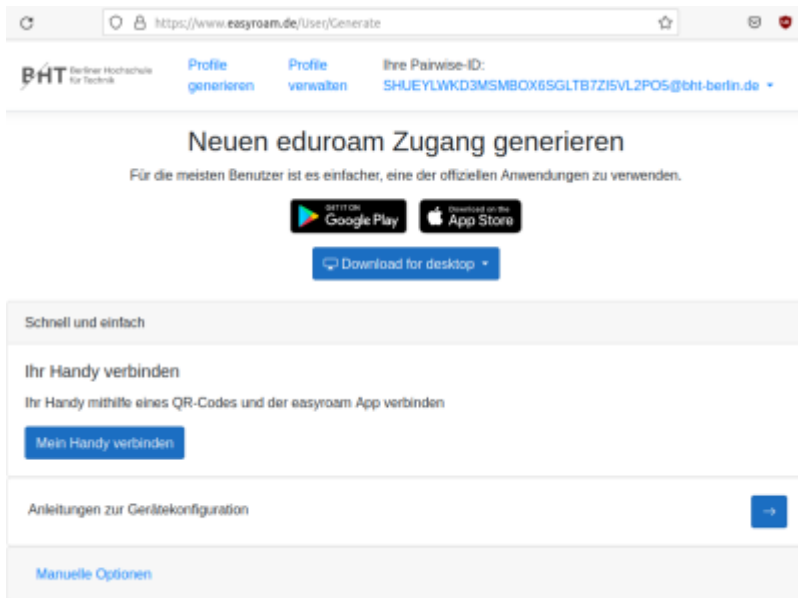 https://www.easyroam.de/User/Generate
BHT Berliner Hochschule für Technik
Profile generieren
Profile verwalten
Ihre Pairwise-ID:
SHUEYLWKD3MSMBOX6SGLTB7ZI5VL2PO5@bht-berlin.de
Neuen eduroam Zugang generieren
Für die meisten Benutzer ist es einfacher, eine der offiziellen Anwendungen zu verwenden.
GET IT ON
Google Play
Download on the
App Store
Download for desktop
Schnell und einfach
Ihr Handy verbinden
Ihr Handy mithilfe eines QR-Codes und der easyroam App verbinden
Mein Handy verbinden
Anleitungen zur Gerätekonfiguration
Manuelle Optionen